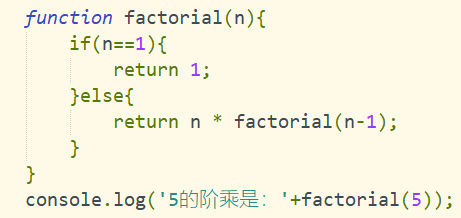 function factorial(n){
    if(n==1){
        return 1;
    }else{
        return n * factorial(n-1);
    }
}
console.log('5的阶乘是：'+factorial(5));